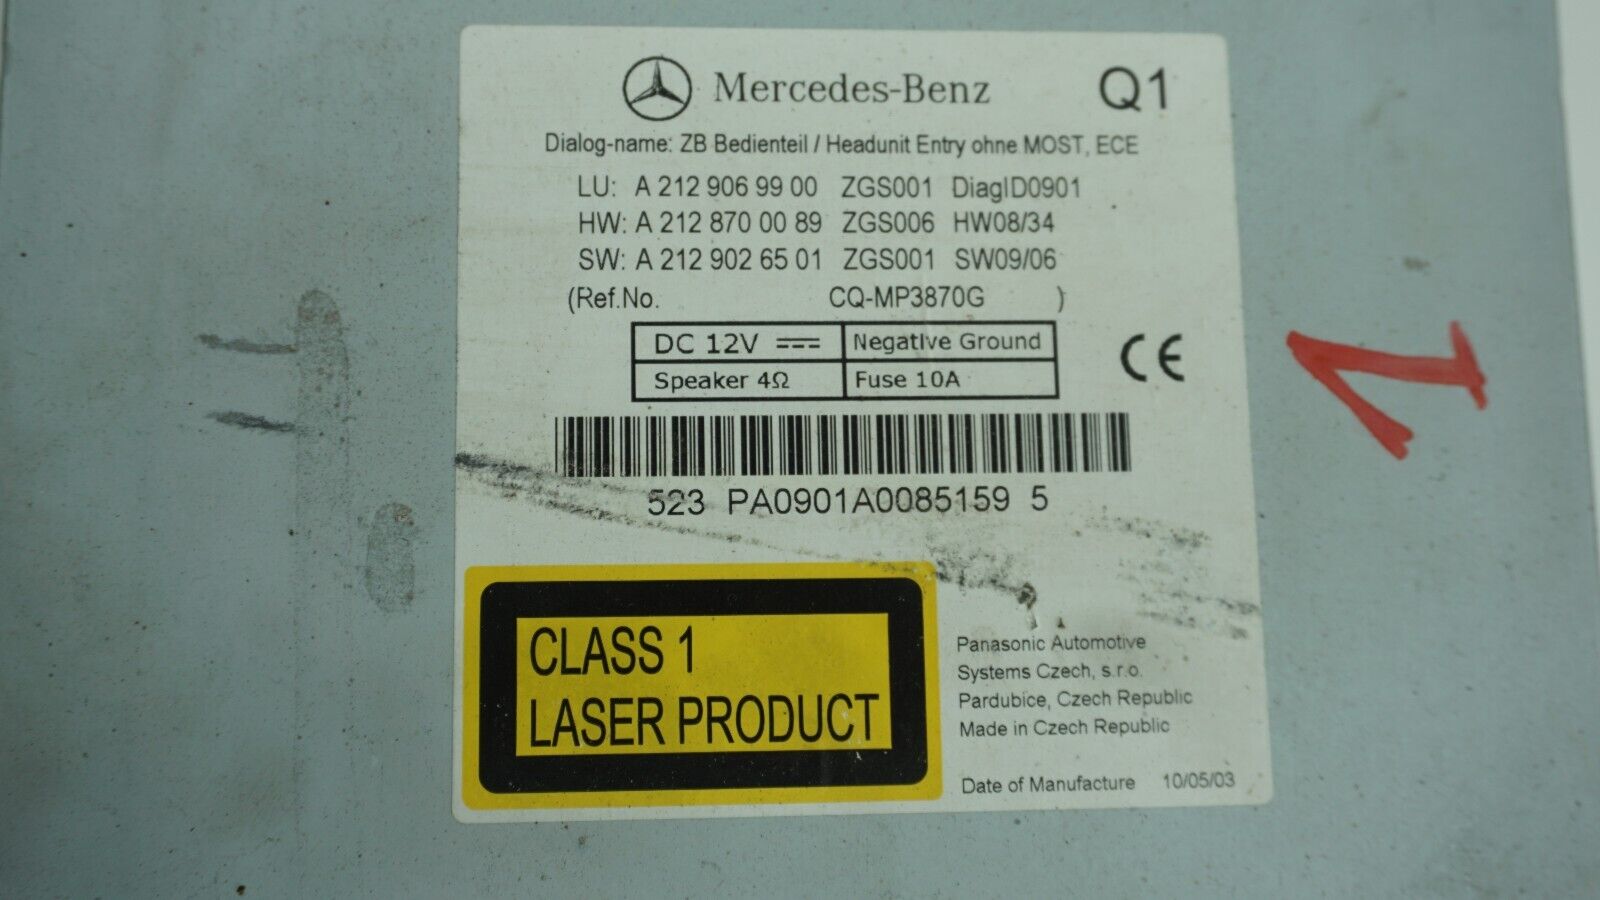 Mercedes-Benz Q1
Dialog-name: ZB Bedienteil / Headunit Entry ohne MOST, ECE
LU: A 212 906 99 00 ZGS001 DiagID0901
HW: A 212 870 00 89 ZGS006 HW08/34
SW: A 212 902 65 01 ZGS001 SW09/06
(Ref.No. CQ-MP3870G )
DC 12V Negative Ground
Speaker 4Ω Fuse 10A
CE
523 PA0901A0085159 5
CLASS 1
LASER PRODUCT
Panasonic Automotive
Systems Czech, s.r.o.
Pardubice, Czech Republic
Made in Czech Republic
Date of Manufacture 10/05/03
1